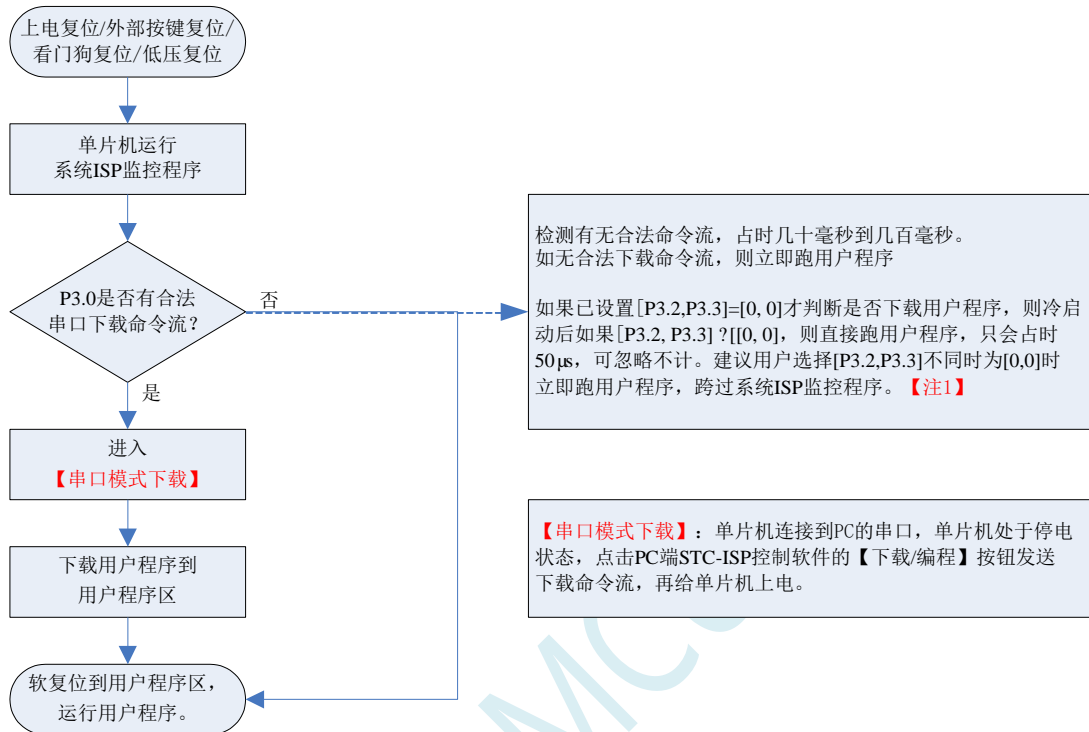 上电复位/外部按键复位/
看门狗复位/低压复位
单片机运行
系统ISP监控程序
P3.0是否有合法
串口下载命令流？
否
是
进入
【串口模式下载】
下载用户程序到
用户程序区
软复位到用户程序区，
运行用户程序。
检测有无合法命令流，占时几十毫秒到几百毫秒。
如无合法下载命令流，则立即跑用户程序
如果已设置[P3.2,P3.3]=[0, 0]才判断是否下载用户程序，则冷启
动后如果[P3.2, P3.3] ?[[0, 0]，则直接跑用户程序，只会占时
50μs，可忽略不计。建议用户选择[P3.2,P3.3]不同时为[0,0]时
立即跑用户程序，跨过系统ISP监控程序。【注1】
【串口模式下载】：单片机连接到PC的串口，单片机处于停电
状态，点击PC端STC-ISP控制软件的【下载/编程】按钮发送
下载命令流，再给单片机上电。
MC